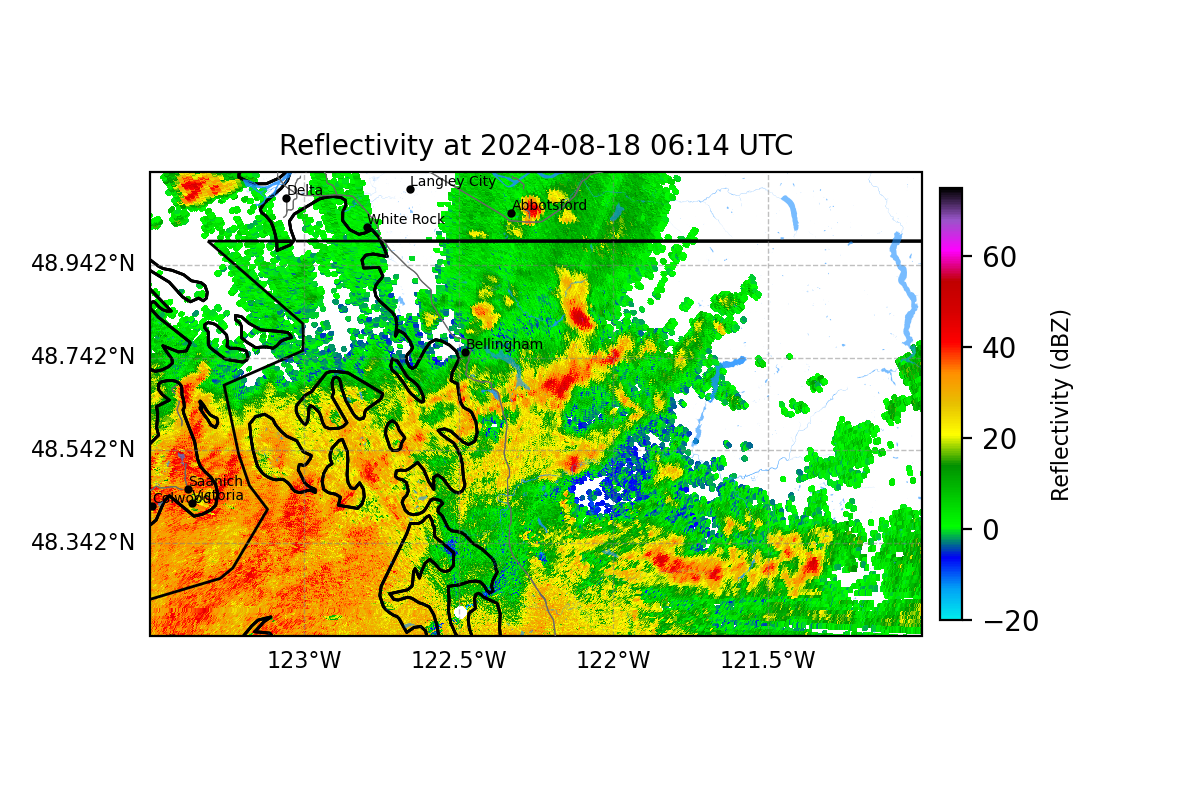 Reflectivity at 2024-08-18 06:14 UTC
Langley City
Delta
Abbotsford
White Rock
48.942°N
60
Reflectivity (dBZ)
Bellingham
48.742°N
40
48.542°N
20
Saanich
Victoria
Colwood
48.342°N
0
−20
123°W 122.5°W 122°W 121.5°W